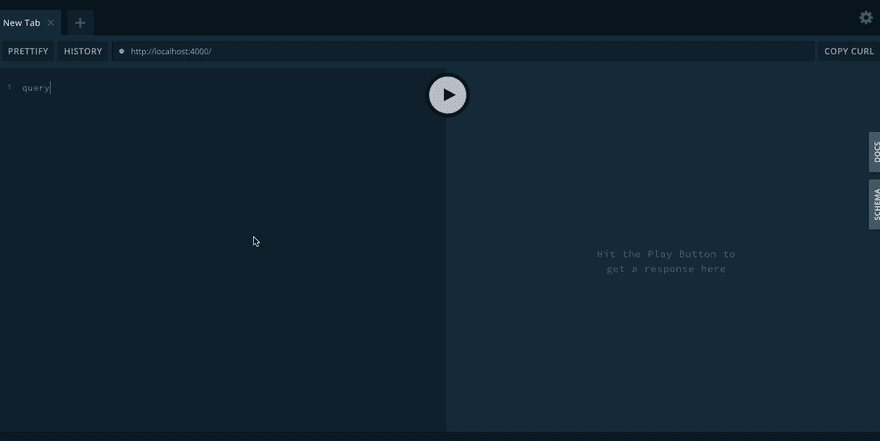 New Tab × +
PRETTIFY HISTORY http://localhost:4000/ COPY CURL
1 query
DOCS
SCHEMA
Hit the Play Button to
get a response here